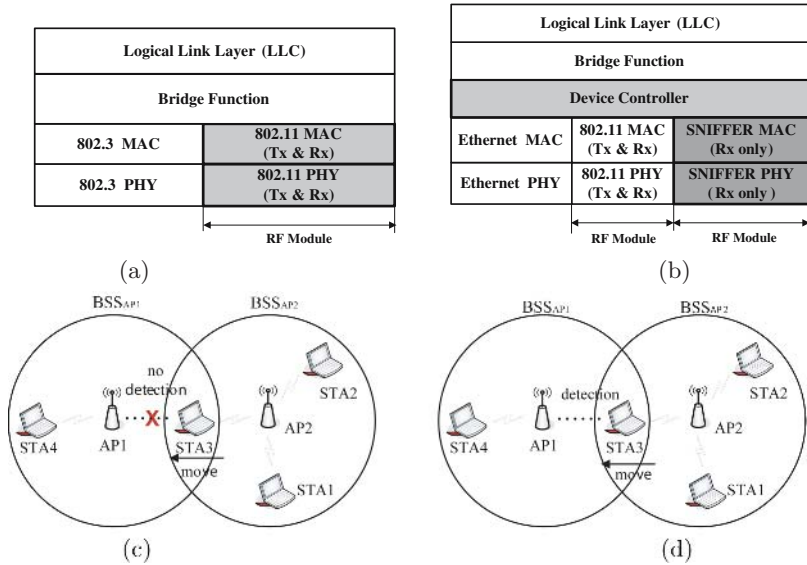 Logical Link Layer (LLC)
Bridge Function
802.3 MAC
802.11 MAC
(Tx & Rx)
802.3 PHY
802.11 PHY
(Tx & Rx)
RF Module
(a)
Logical Link Layer (LLC)
Bridge Function
Device Controller
Ethernet MAC
802.11 MAC
(Tx & Rx)
SNIFFER MAC
(Rx only)
Ethernet PHY
802.11 PHY
(Tx & Rx)
SNIFFER PHY
( Rx only )
RF Module
RF Module
(b)
BSSAP1
BSSAP2
no
detection
X
STA2
STA4
AP1
STA3
AP2
move
STA1
(c)
BSSAP1
BSSAP2
detection
STA2
STA4
AP1
STA3
AP2
move
STA1
(d)